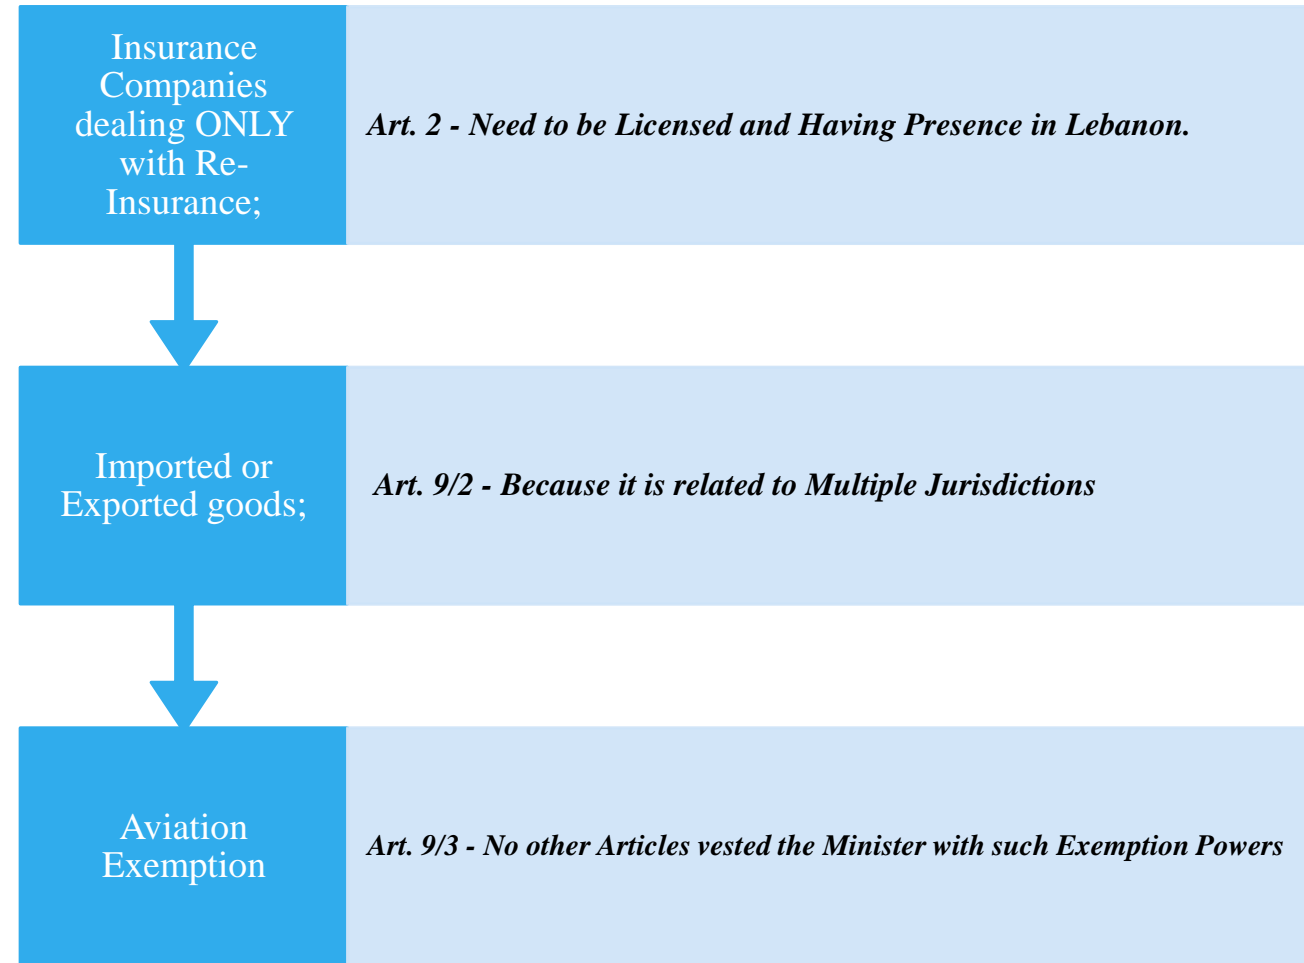 Insurance
Companies
dealing ONLY
with Re-
Insurance;
Art. 2 - Need to be Licensed and Having Presence in Lebanon.
Imported or
Exported goods;
Art. 9/2 - Because it is related to Multiple Jurisdictions
Aviation
Exemption
Art. 9/3 - No other Articles vested the Minister with such Exemption Powers